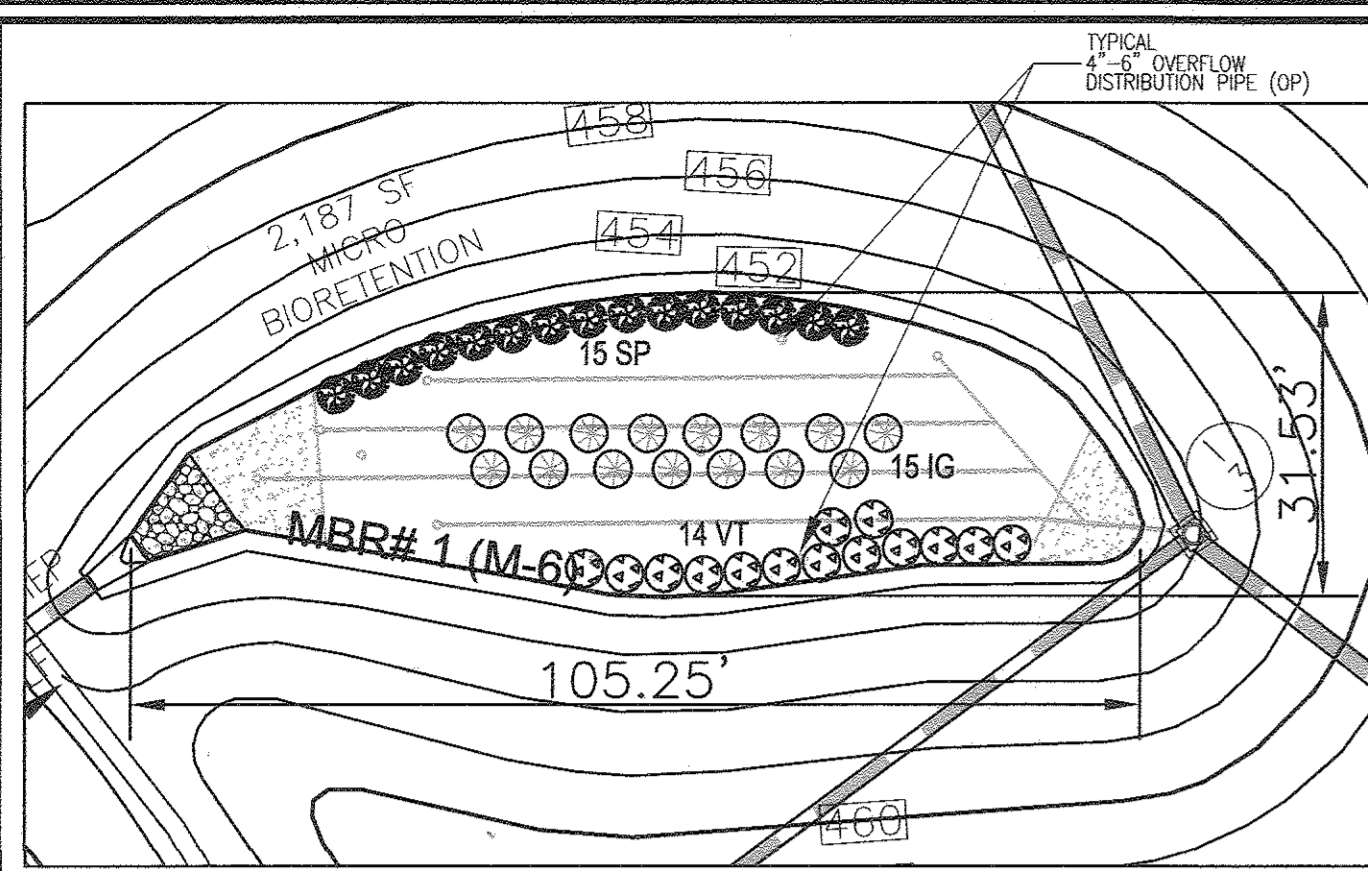 TYPICAL
4"-6" OVERFLOW
DISTRIBUTION PIPE (OP)
458
456
454
452
2,187 SF
MICRO
BIORETENTION
15 SP
15 IG
14 VT
MBR# 1 (M-6)
31.53'
105.25'
460